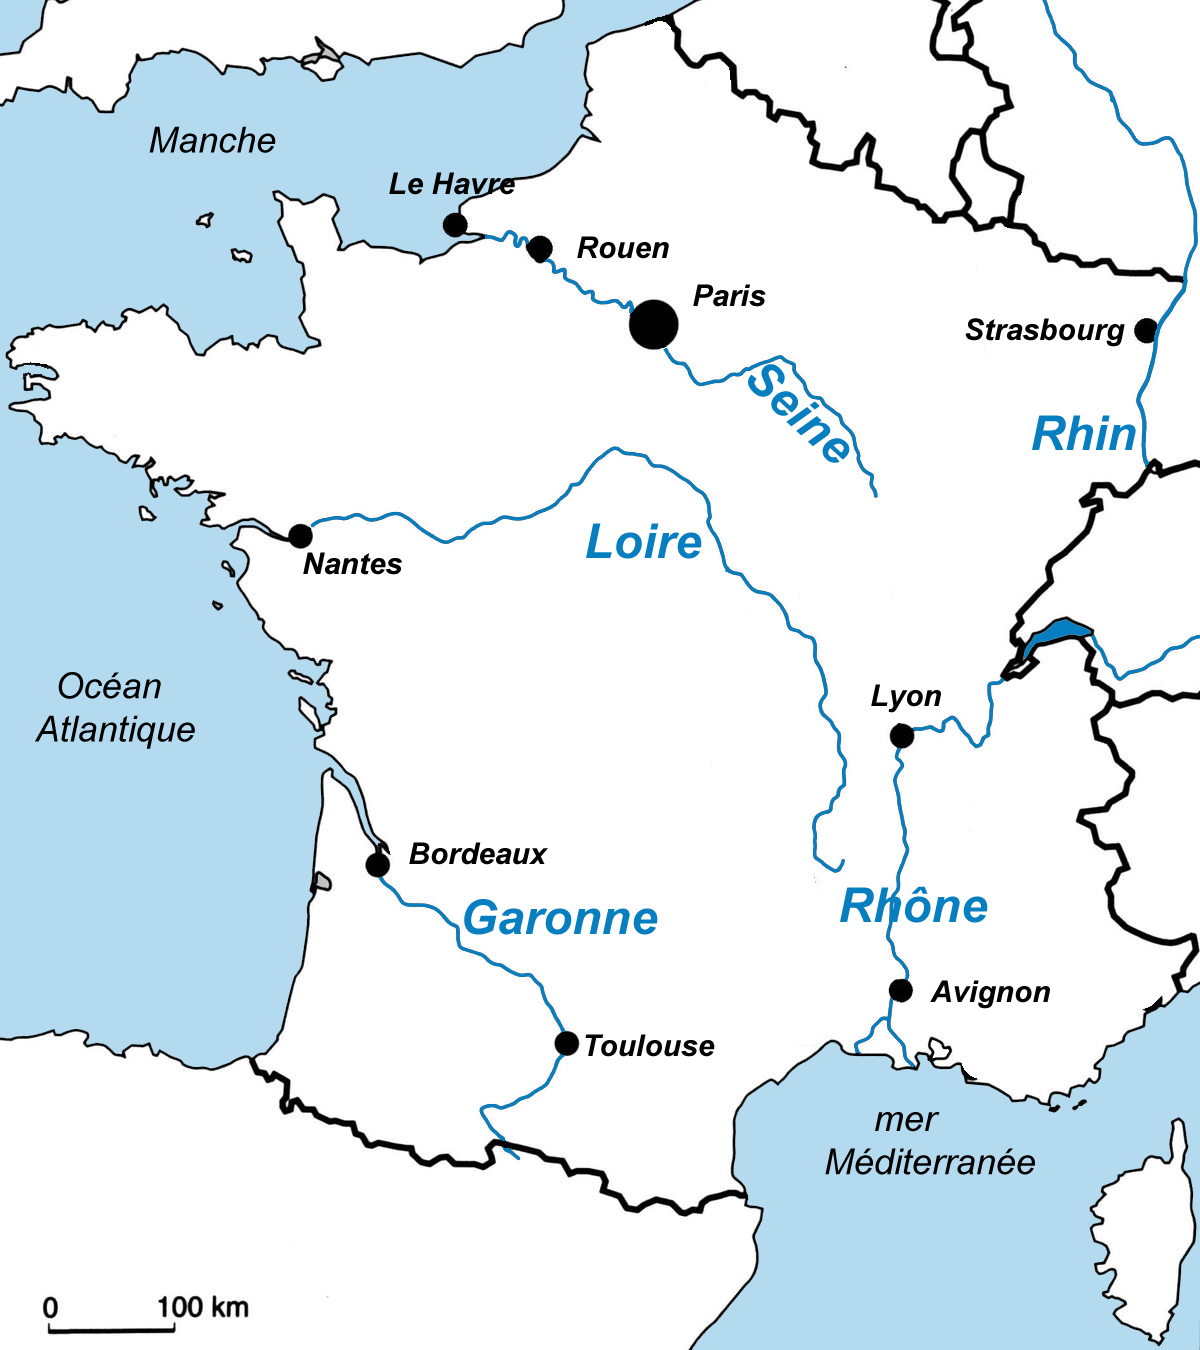 Manche
Le Havre
Rouen
Paris
Strasbourg
Seine
Rhin
Loire
Nantes
Océan
Atlantique
Lyon
Bordeaux
Garonne
Rhône
Avignon
Toulouse
mer
Méditerranée
0 100 km